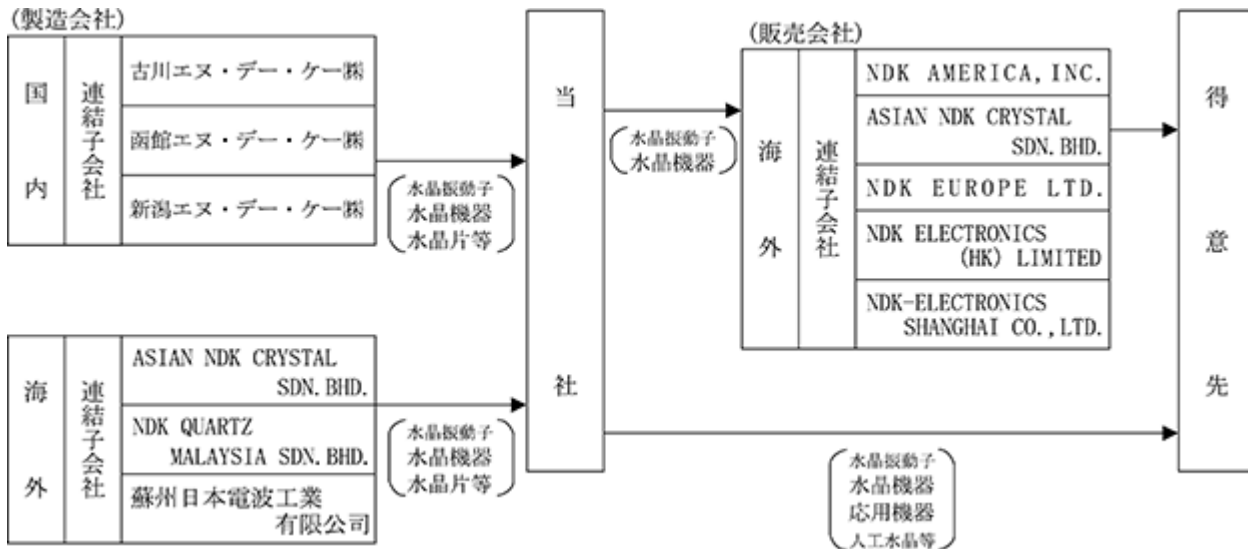 (製造会社)
国内
連結子会社
古川エヌ・デー・ケー㈱
函館エヌ・デー・ケー㈱
新潟エヌ・デー・ケー㈱
水晶振動子
水晶機器
水晶片等
海外
連結子会社
ASIAN NDK CRYSTAL
SDN.BHD.
NDK QUARTZ
MALAYSIA SDN.BHD.
蘇州日本電波工業
有限公司
水晶振動子
水晶機器
水晶片等
当社
水晶振動子
水晶機器
(販売会社)
海外
連結子会社
NDK AMERICA,INC.
ASIAN NDK CRYSTAL
SDN.BHD.
NDK EUROPE LTD.
NDK ELECTRONICS
(HK) LIMITED
NDK-ELECTRONICS
SHANGHAI CO.,LTD.
水晶振動子
水晶機器
応用機器
人工水晶等
得意先